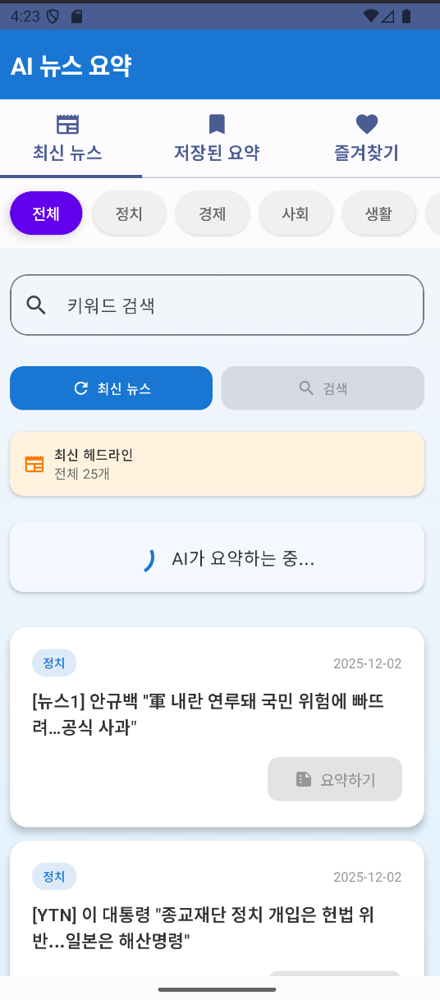 4:23
AI 뉴스 요약
최신 뉴스
저장된 요약
즐겨찾기
전체
정치
경제
사회
생활
키워드 검색
최신 뉴스
검색
최신 헤드라인
전체 25개
AI가 요약하는 중...
정치
2025-12-02
[뉴스1] 안규백 "軍 내란 연루돼 국민 위험에 빠뜨
려…공식 사과"
요약하기
정치
2025-12-02
[YTN] 이 대통령 "종교재단 정치 개입은 헌법 위
반...일본은 해산명령"